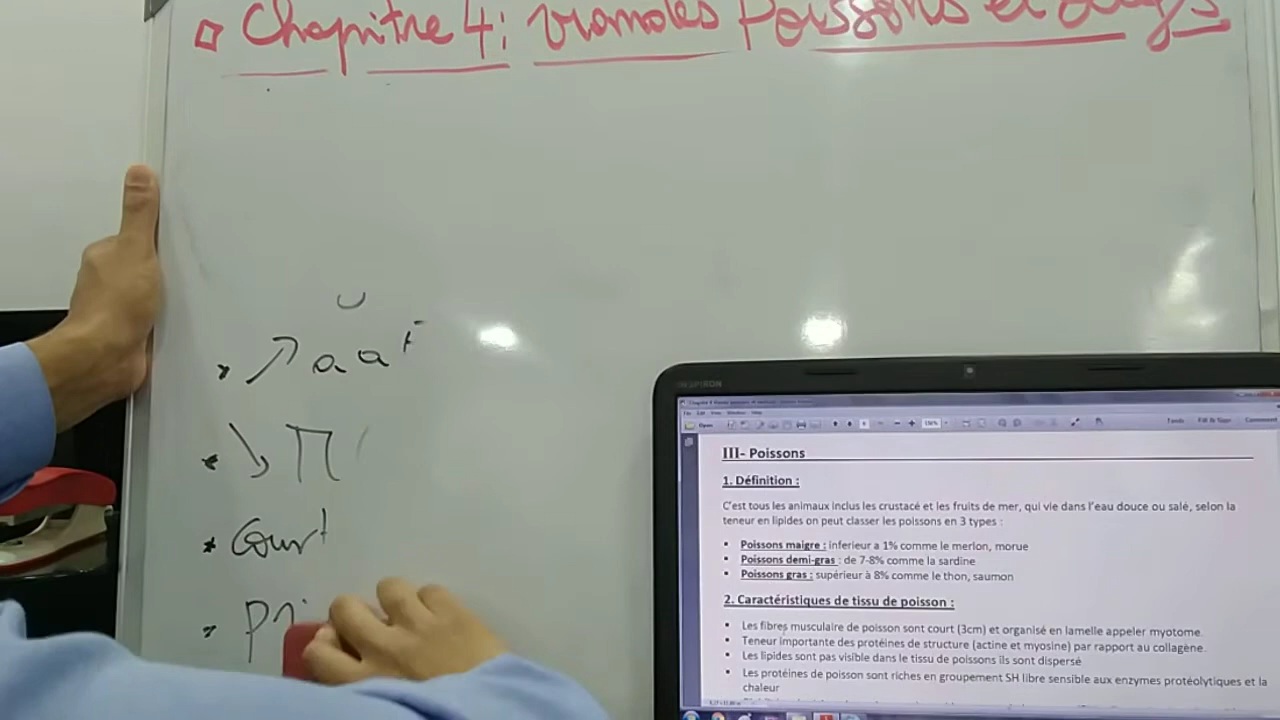 Chapitre 4: viandes Poissons et
↗ a a
↘ π
Court
Pr
III- Poissons
1. Définition :
C'est tous les animaux inclus les crustacé et les fruits de mer, qui vie dans l'eau douce ou salé, selon la
teneur en lipides on peut classer les poissons en 3 types :
▪ Poissons maigre : inferieur a 1% comme le merlon, morue
▪ Poissons demi-gras : de 7-8% comme la sardine
▪ Poissons gras : supérieur à 8% comme le thon, saumon
2. Caractéristiques de tissu de poisson :
▪ Les fibres musculaire de poisson sont court (3cm) et organisé en lamelle appeler myotome.
▪ Teneur importante des protéines de structure (actine et myosine) par rapport au collagène.
▪ Les lipides sont pas visible dans le tissu de poissons ils sont dispersé
▪ Les protéines de poisson sont riches en groupement SH libre sensible aux enzymes protéolytiques et la
chaleur